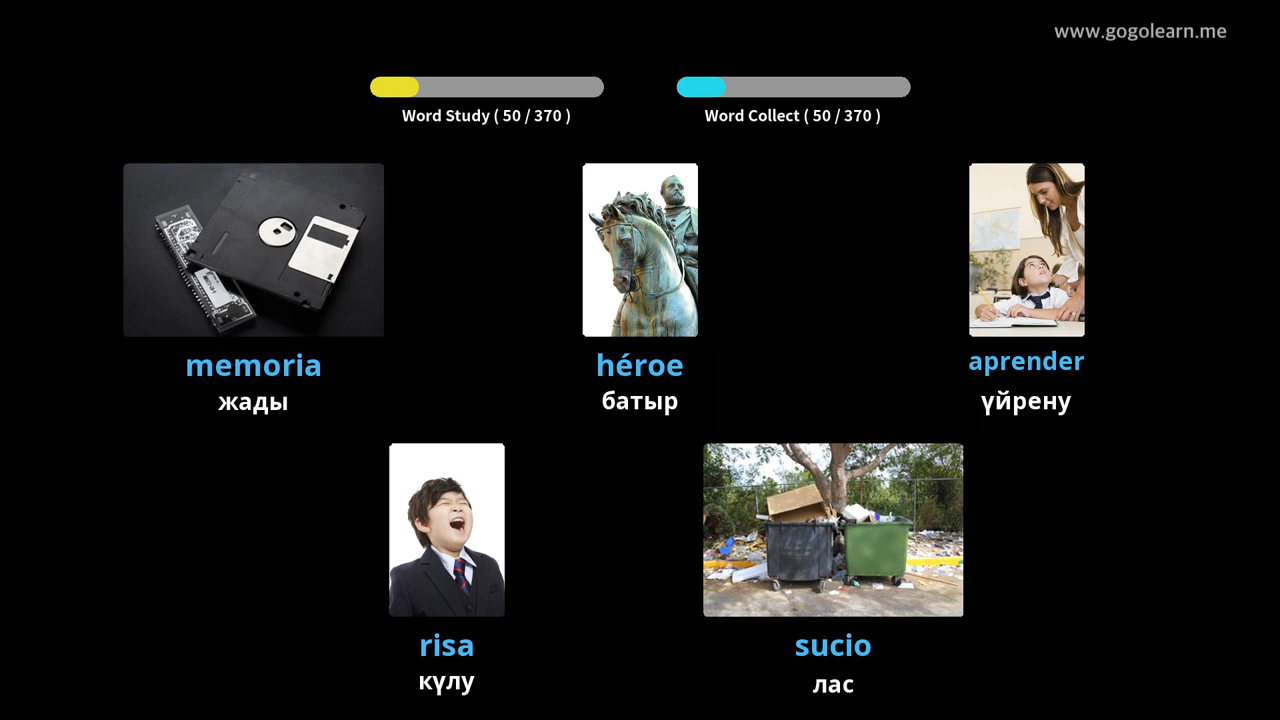 www.gogolearn.me
Word Study ( 50 / 370 )
Word Collect ( 50 / 370 )
memoria
жады
héroe
батыр
aprender
үйрену
risa
күлу
sucio
лас